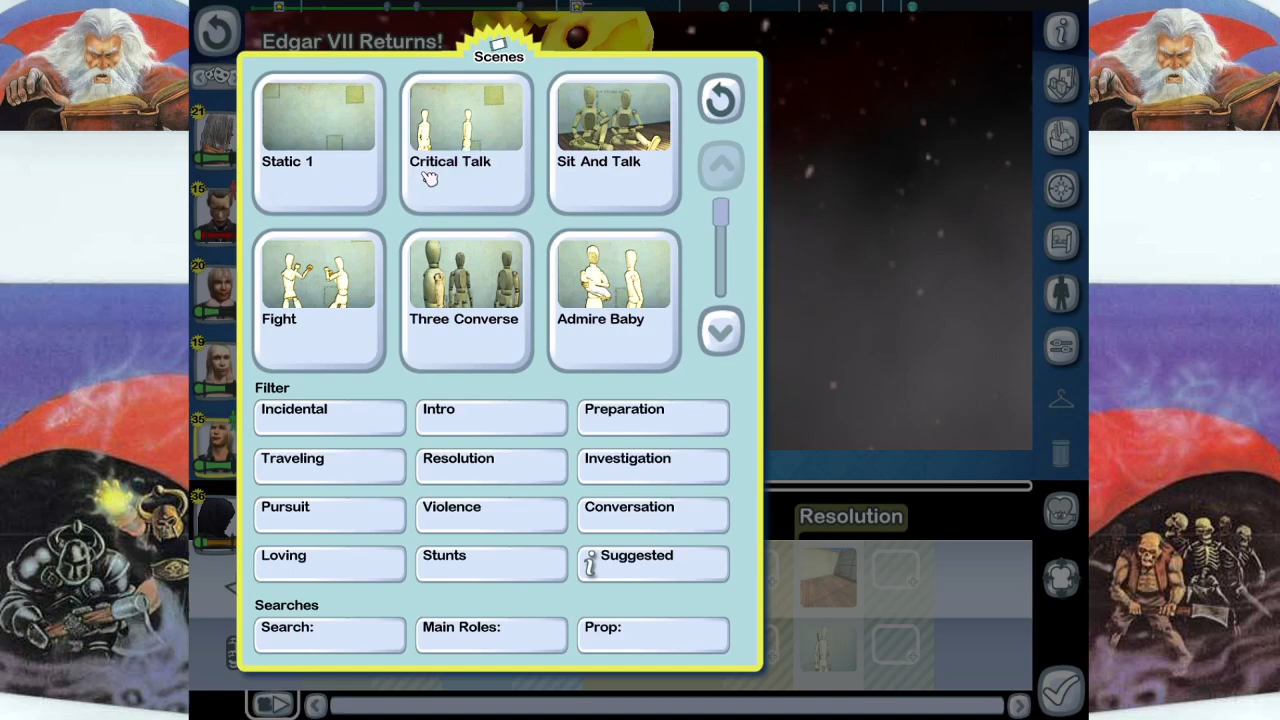 Edgar VII Returns!
Scenes
Static 1
Critical Talk
Sit And Talk
Fight
Three Converse
Admire Baby
Filter
Incidental
Intro
Preparation
Traveling
Resolution
Investigation
Pursuit
Violence
Conversation
Loving
Stunts
Suggested
Searches
Search:
Main Roles:
Prop:
21
15
20
19
35
36
Resolution